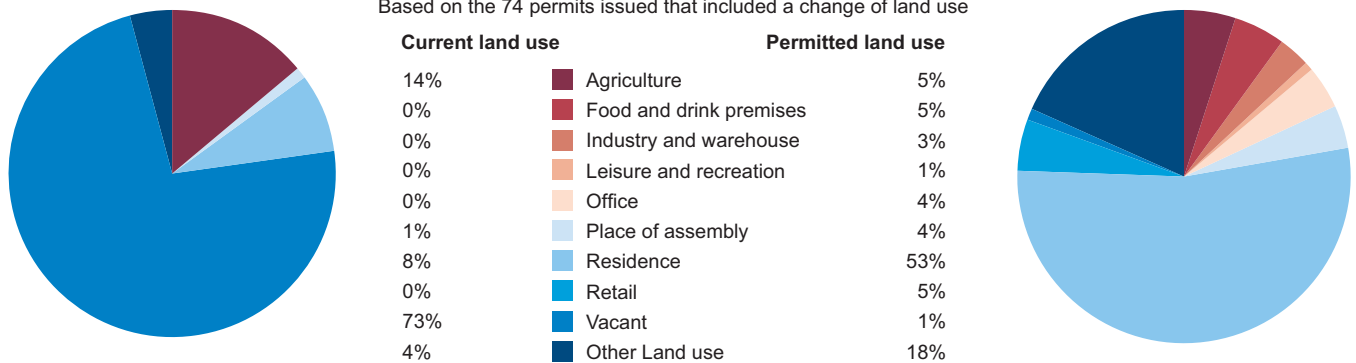 Based on the 74 permits issued that included a change of land use
Current land use Permitted land use
14% Agriculture 5%
0% Food and drink premises 5%
0% Industry and warehouse 3%
0% Leisure and recreation 1%
0% Office 4%
1% Place of assembly 4%
8% Residence 53%
0% Retail 5%
73% Vacant 1%
4% Other Land use 18%